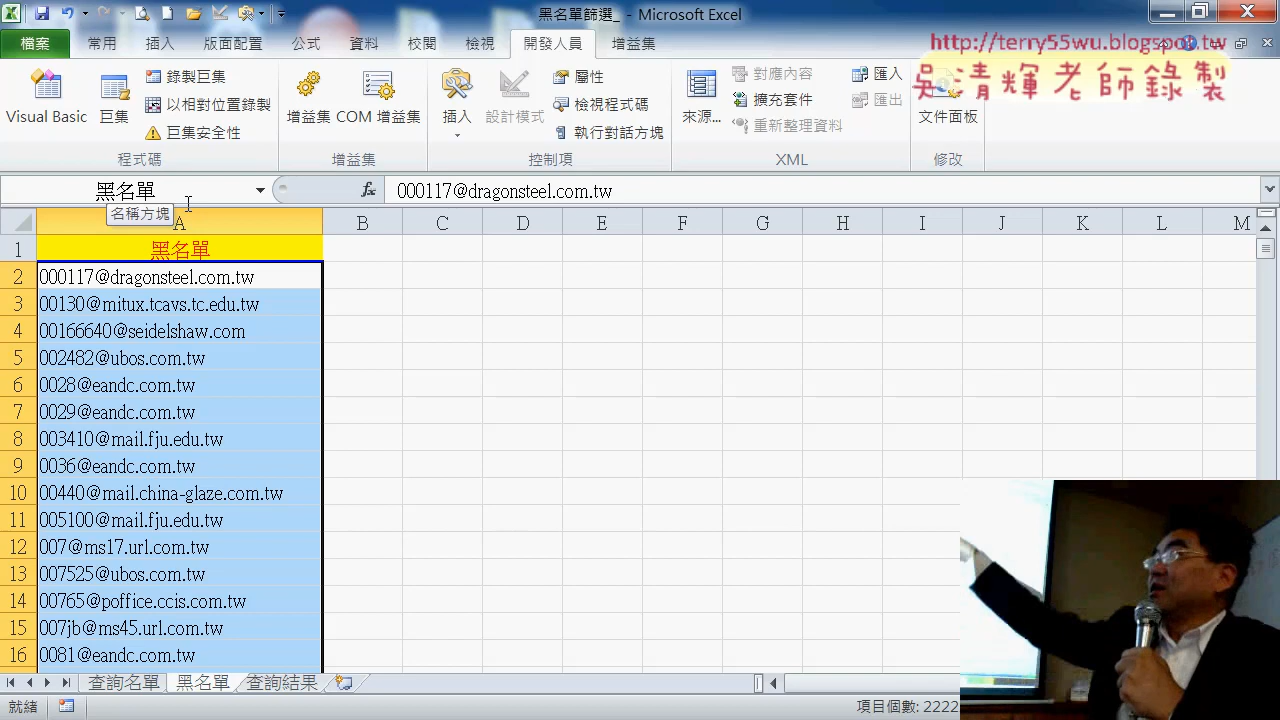 黑名單篩選_ - Microsoft Excel
檔案 常用 插入 版面配置 公式 資料 校閱 檢視 開發人員 增益集
http://terry55wu.blogspot.tw
吳清輝老師錄製
Visual Basic 巨集 錄製巨集 以相對位置錄製 巨集安全性
增益集 COM 增益集
插入 設計模式 屬性 檢視程式碼 執行對話方塊
來源... 對應內容 擴充套件 重新整理資料 匯入 匯出
文件面板
程式碼 增益集 控制項 XML 修改
黑名單 fx 000117@dragonsteel.com.tw
名稱方塊
A B C D E F G H I J K L M
1 黑名單
2 000117@dragonsteel.com.tw
3 00130@mitux.tcavs.tc.edu.tw
4 00166640@seidelshaw.com
5 002482@ubos.com.tw
6 0028@eandc.com.tw
7 0029@eandc.com.tw
8 003410@mail.fju.edu.tw
9 0036@eandc.com.tw
10 00440@mail.china-glaze.com.tw
11 005100@mail.fju.edu.tw
12 007@ms17.url.com.tw
13 007525@ubos.com.tw
14 00765@poffice.ccis.com.tw
15 007jb@ms45.url.com.tw
16 0081@eandc.com.tw
查詢名單 黑名單 查詢結果
就緒 項目個數: 2222